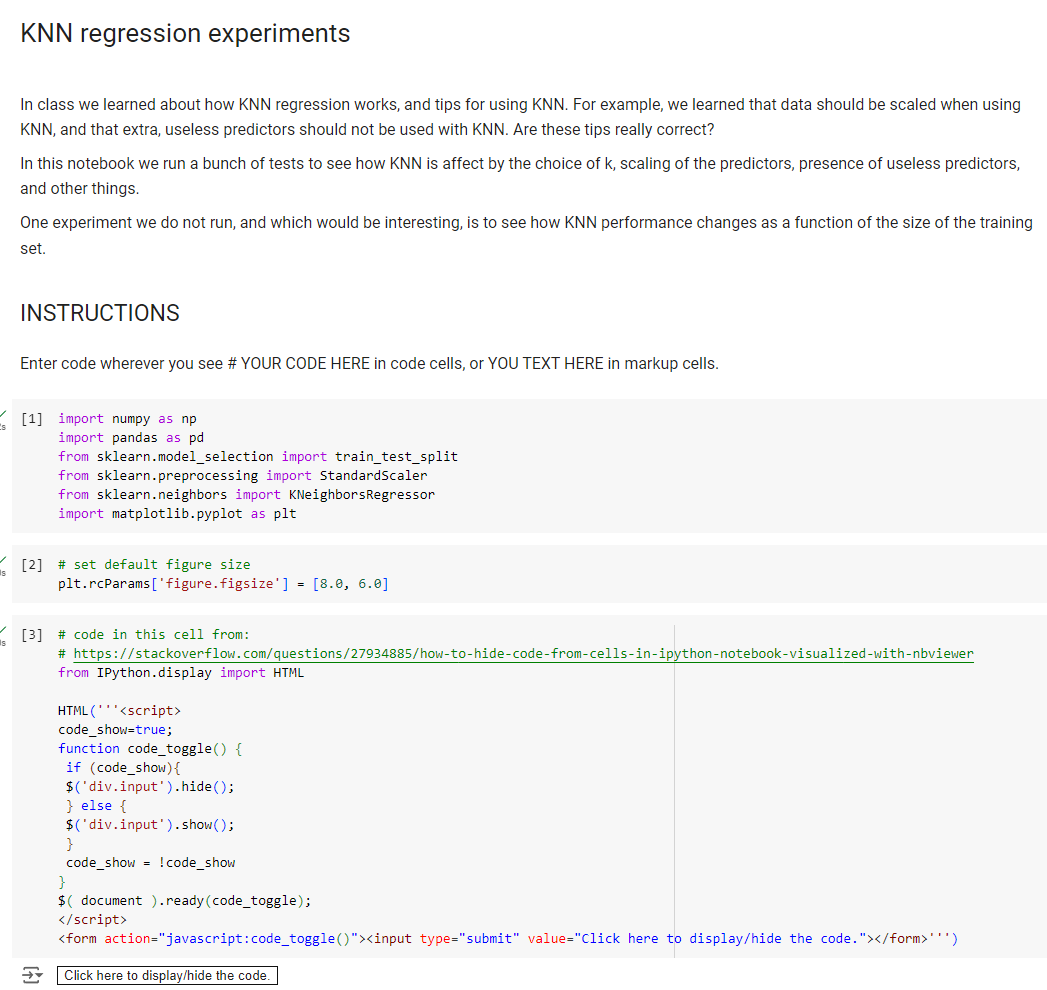 KNN regression experiments
In class we learned about how KNN regression works, and tips for using KNN. For example, we learned that data should be scaled when using
KNN, and that extra, useless predictors should not be used with KNN. Are these tips really correct?
In this notebook we run a bunch of tests to see how KNN is affect by the choice of k, scaling of the predictors, presence of useless predictors,
and other things.
One experiment we do not run, and which would be interesting, is to see how KNN performance changes as a function of the size of the training
set.
INSTRUCTIONS
Enter code wherever you see # YOUR CODE HERE in code cells, or YOU TEXT HERE in markup cells.
[1] import numpy as np
import pandas as pd
from sklearn.model_selection import train_test_split
from sklearn.preprocessing import StandardScaler
from sklearn.neighbors import KNeighborsRegressor
import matplotlib.pyplot as plt
[2] # set default figure size
plt.rcParams['figure.figsize'] = [8.0, 6.0]
[3] # code in this cell from:
# https://stackoverflow.com/questions/27934885/how-to-hide-code-from-cells-in-ipython-notebook-visualized-with-nbviewer
from IPython.display import HTML
HTML('''<script>
code_show=true;
function code_toggle() {
if (code_show){
$('div.input').hide();
} else {
$('div.input').show();
}
code_show = !code_show
}
$( document ).ready(code_toggle);
</script>
<form action="javascript:code_toggle()"><input type="submit" value="Click here to display/hide the code."></form>''')
Click here to display/hide the code.